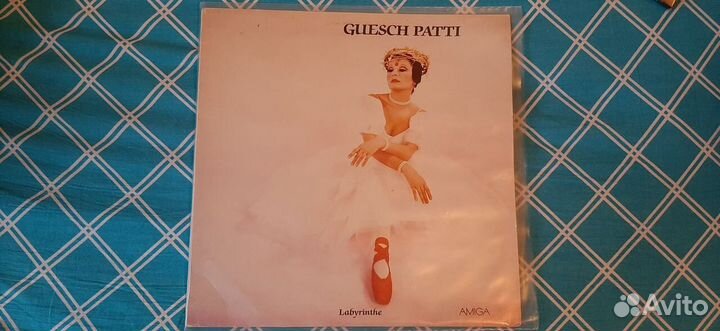 GUESCH PATTI
Labyrinthe
AMIGA
Avito